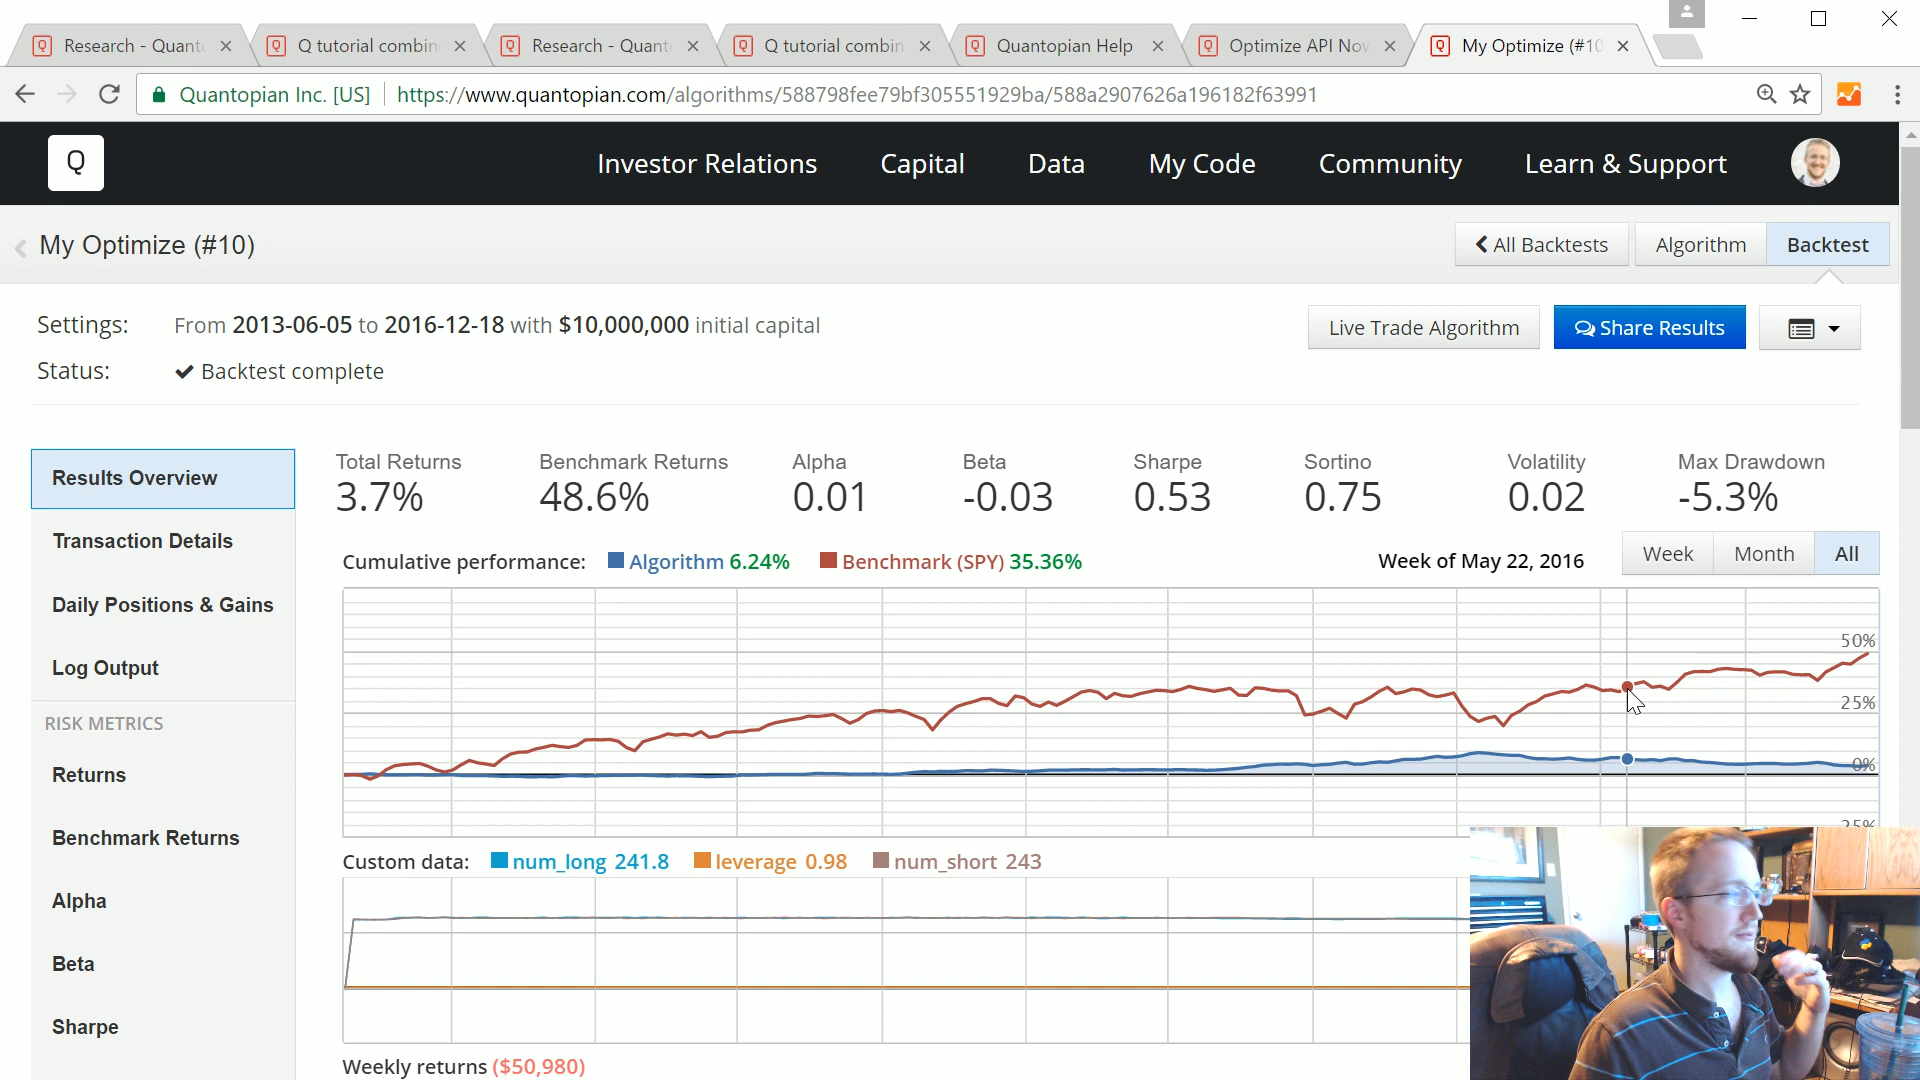 Research - Quant
Q tutorial combin
Research - Quant
Q tutorial combin
Quantopian Help
Optimize API Nov
My Optimize (#10
Quantopian Inc. [US]
https://www.quantopian.com/algorithms/588798fee79bf305551929ba/588a2907626a196182f63991
Q
Investor Relations
Capital
Data
My Code
Community
Learn & Support
My Optimize (#10)
All Backtests
Algorithm
Backtest
Settings:
From 2013-06-05 to 2016-12-18 with $10,000,000 initial capital
Live Trade Algorithm
Share Results
Status:
Backtest complete
Results Overview
Transaction Details
Daily Positions & Gains
Log Output
RISK METRICS
Returns
Benchmark Returns
Alpha
Beta
Sharpe
Total Returns
3.7%
Benchmark Returns
48.6%
Alpha
0.01
Beta
-0.03
Sharpe
0.53
Sortino
0.75
Volatility
0.02
Max Drawdown
-5.3%
Cumulative performance: Algorithm 6.24% Benchmark (SPY) 35.36%
Week of May 22, 2016
Week
Month
All
50%
25%
0%
Custom data: num_long 241.8 leverage 0.98 num_short 243
Weekly returns ($50,980)